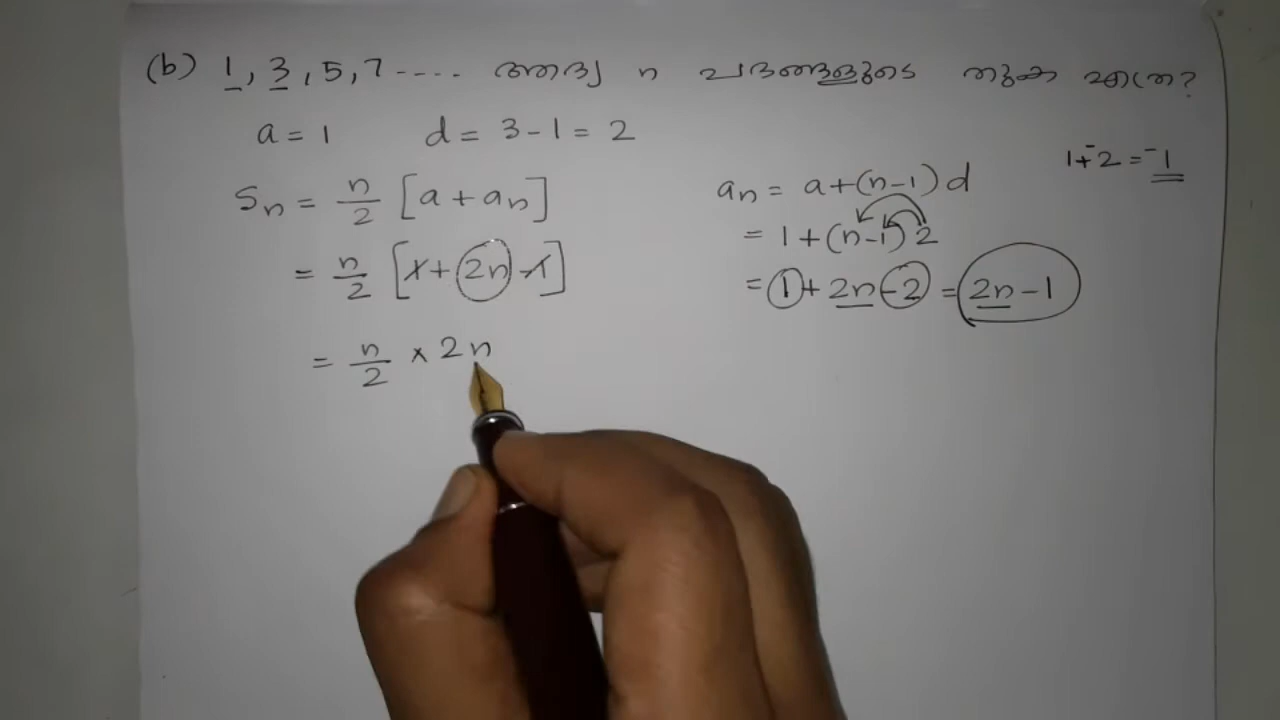 (b) 1, 3, 5, 7 - - - . . ആദ്യ n പദങ്ങളുടെ തുക എത്ര?
a = 1 d = 3 - 1 = 2
1 + -2 = -1
Sn = n/2 [a + an] an = a + (n-1) d
= n/2 [1 + 2n - 1] = 1 + (n-1) 2
= 1 + 2n - 2 = 2n - 1
= n/2 × 2n